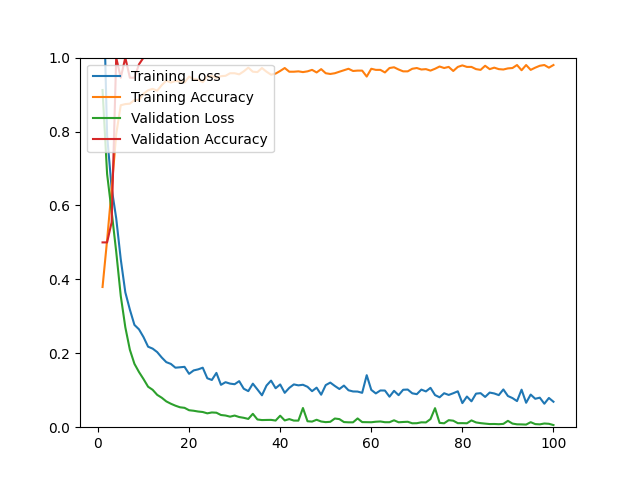 1.0
0.8
0.6
0.4
0.2
0.0
Training Loss
Training Accuracy
Validation Loss
Validation Accuracy
0 20 40 60 80 100